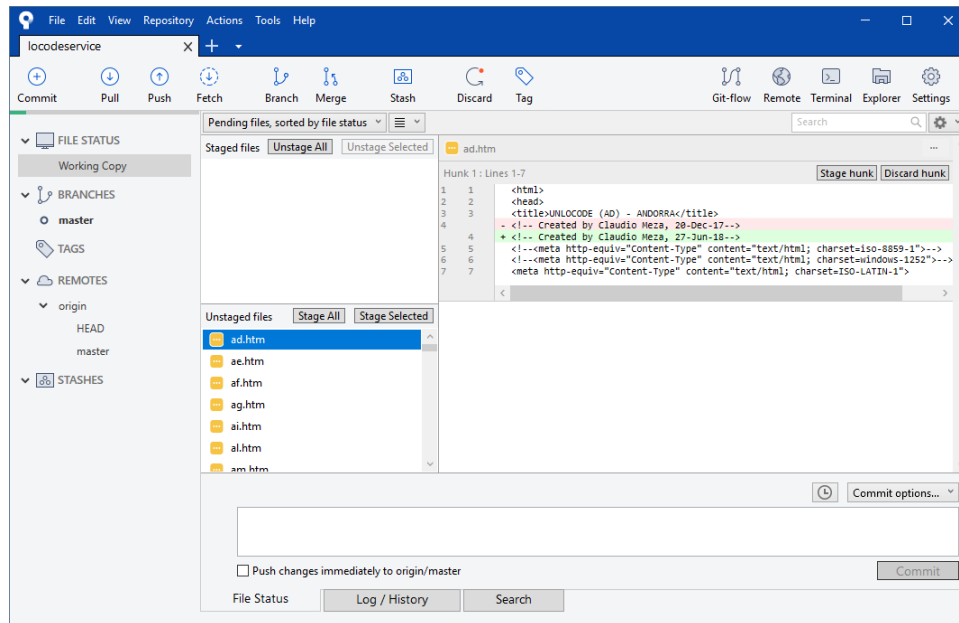 File Edit View Repository Actions Tools Help
locodeservice
Commit Pull Push Fetch Branch Merge Stash Discard Tag Git-flow Remote Terminal Explorer Settings
Pending files, sorted by file status
Search
FILE STATUS
Working Copy
BRANCHES
master
TAGS
REMOTES
origin
HEAD
master
STASHES
Staged files Unstage All Unstage Selected
Unstaged files Stage All Stage Selected
ad.htm
ae.htm
af.htm
ag.htm
ai.htm
al.htm
am.htm
ad.htm ...
Hunk 1 : Lines 1-7 Stage hunk Discard hunk
1 1 <html>
2 2 <head>
3 3 <title>UNLOCODE (AD) - ANDORRA</title>
4 - <!-- Created by Claudio Meza, 20-Dec-17-->
4 + <!-- Created by Claudio Meza, 27-Jun-18-->
5 5 <!--<meta http-equiv="Content-Type" content="text/html; charset=iso-8859-1">-->
6 6 <!--<meta http-equiv="Content-Type" content="text/html; charset=windows-1252">-->
7 7 <meta http-equiv="Content-Type" content="text/html; charset=ISO-LATIN-1">
Commit options...
Push changes immediately to origin/master
Commit
File Status Log / History Search